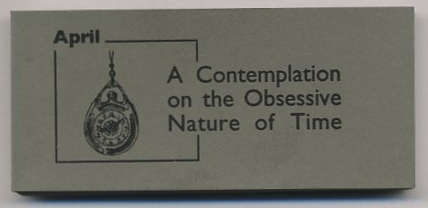 April
A Contemplation
on the Obsessive
Nature of Time